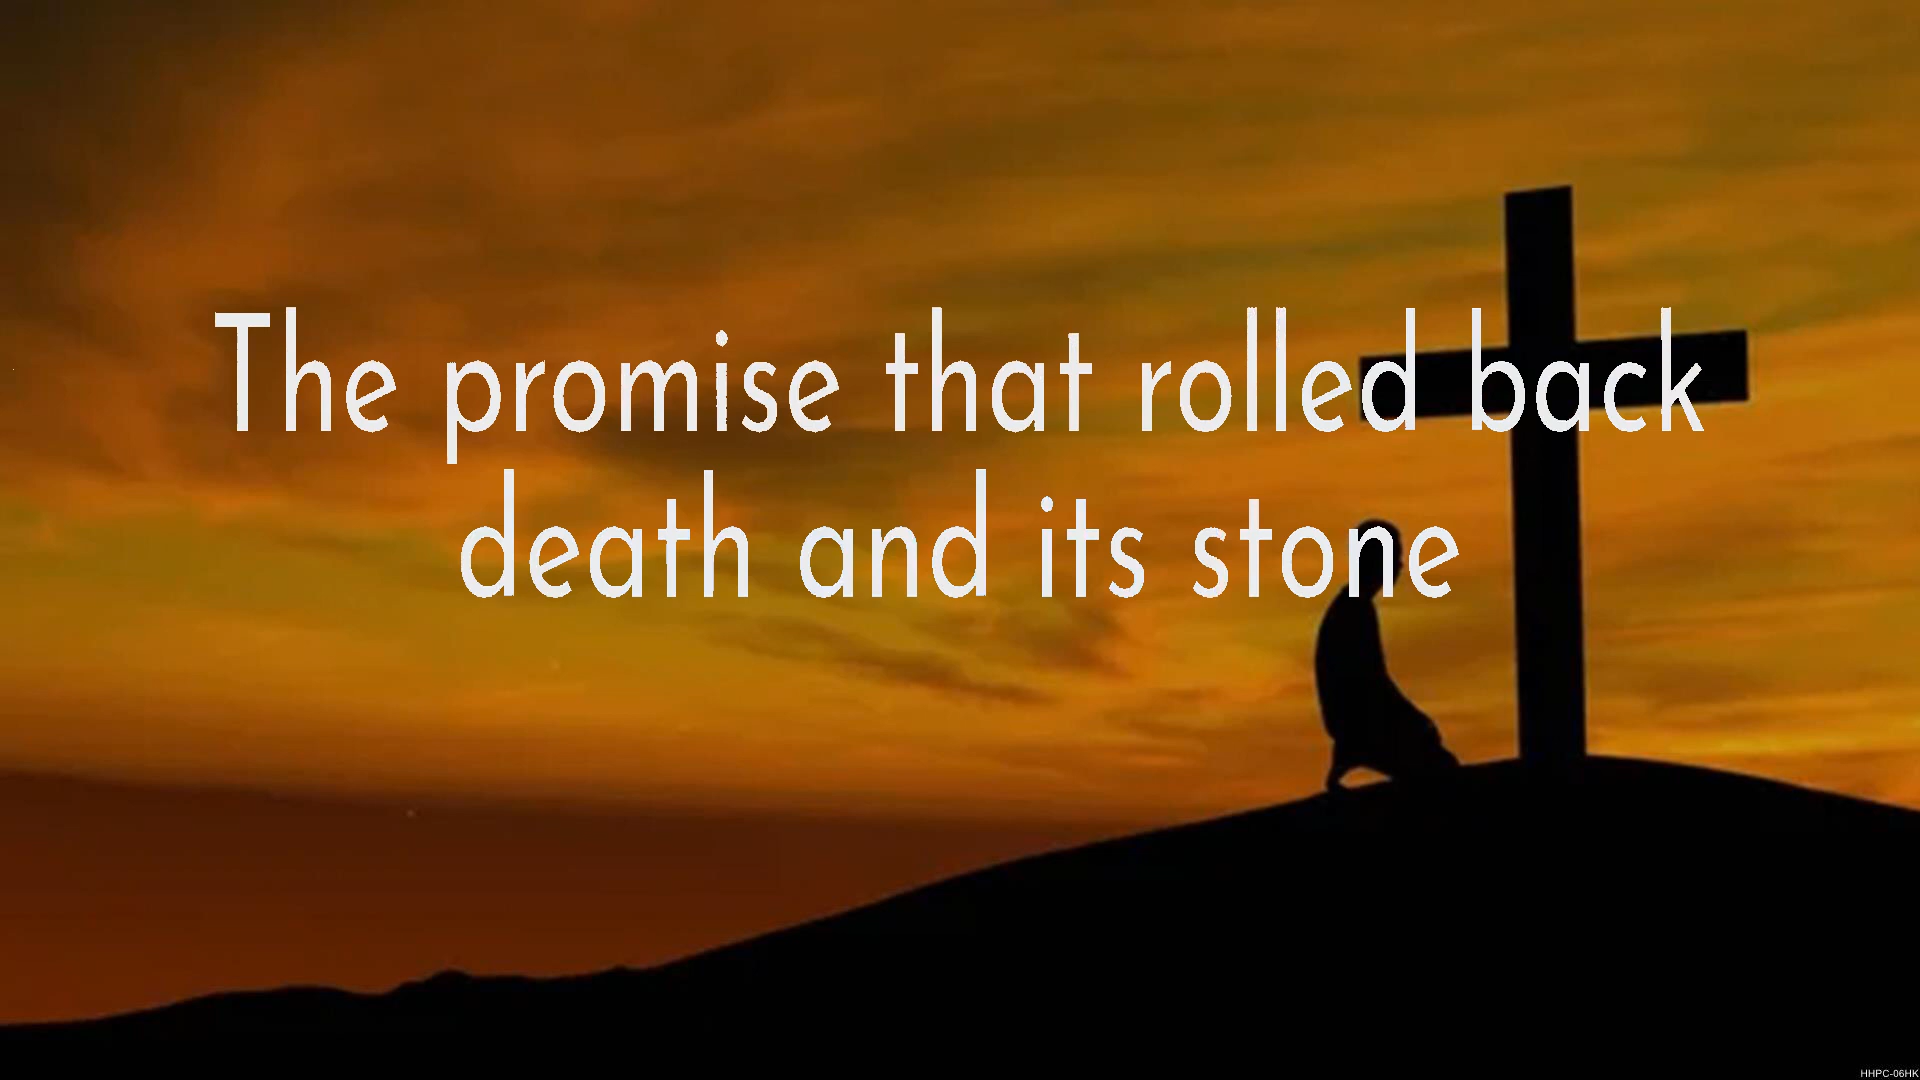 The promise that rolled back
death and its stone
HHPC-06HK